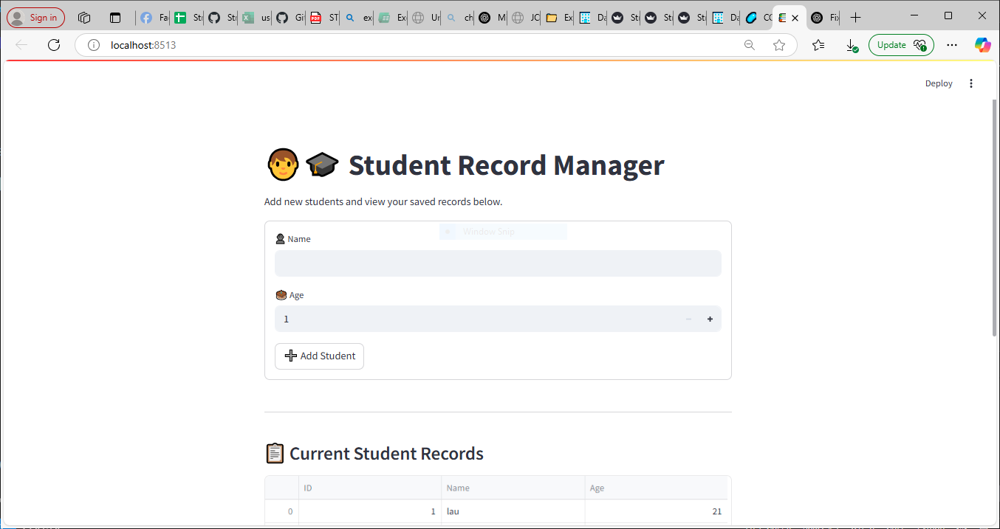 Sign in
Fa
St
St
us
Gi
ST
ex
Ex
Ur
ch
M
JC
Ex
Da
St
St
St
Da
CC
Fix
localhost:8513
Update
Deploy
Student Record Manager
Add new students and view your saved records below.
Window Snip
Name
Age
1
Add Student
Current Student Records
ID Name Age
0 1 lau 21